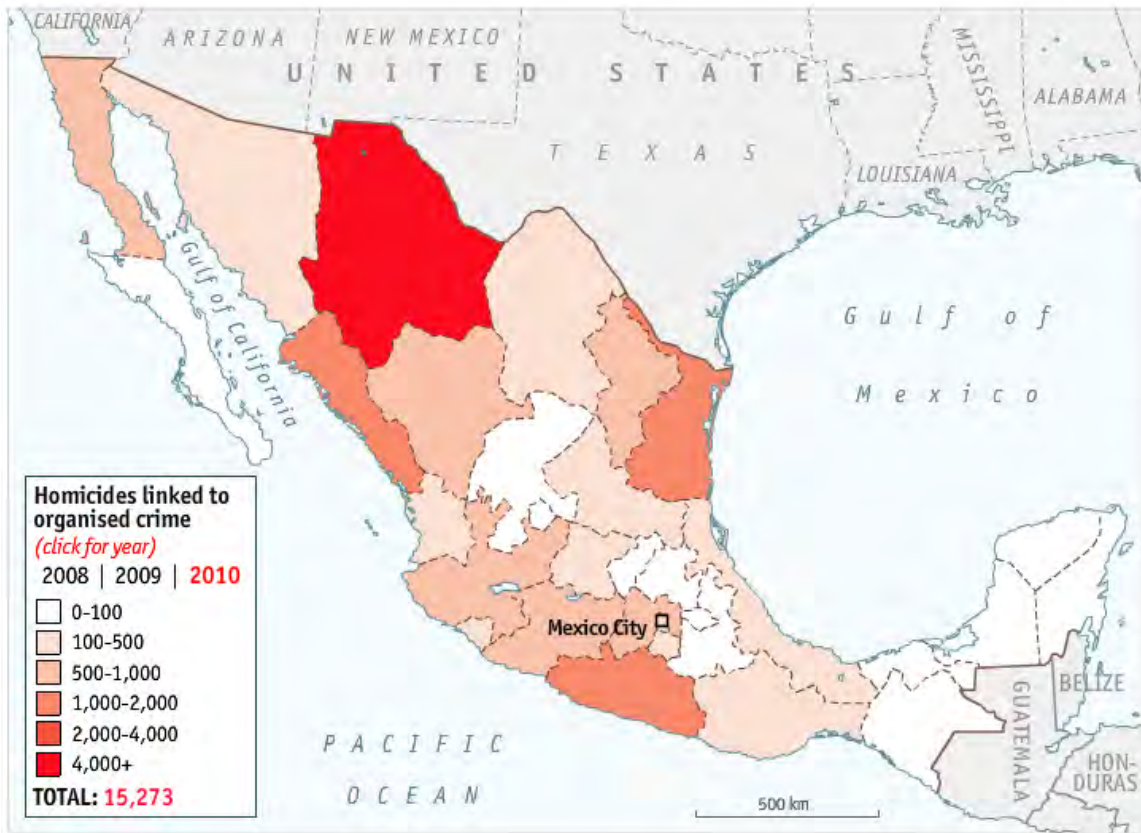 CALIFORNIA
ARIZONA
NEW MEXICO
UNITED STATES
MISSISSIPPI
ALABAMA
TEXAS
LOUISIANA
Gulf of California
Gulf of
Mexico
Homicides linked to
organised crime
(click for year)
2008 | 2009 | 2010
0-100
100-500
500-1,000
1,000-2,000
2,000-4,000
4,000+
TOTAL: 15,273
Mexico City
PACIFIC
OCEAN
500 km
BELIZE
GUATEMALA
HON-
DURAS